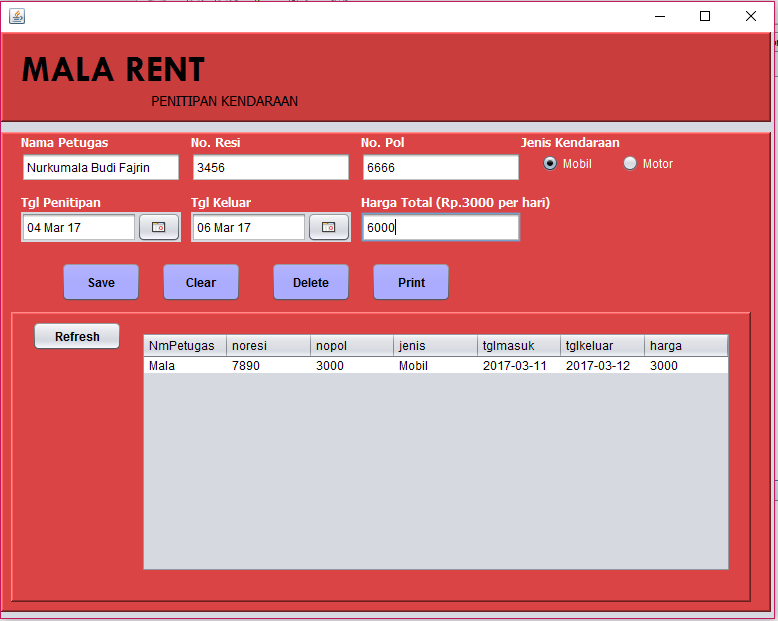 MALA RENT
PENITIPAN KENDARAAN
Nama Petugas No. Resi No. Pol Jenis Kendaraan
Nurkumala Budi Fajrin 3456 6666 Mobil Motor
Tgl Penitipan Tgl Keluar Harga Total (Rp.3000 per hari)
04 Mar 17 06 Mar 17 6000
Save Clear Delete Print
Refresh
NmPetugas noresi nopol jenis tglmasuk tglkeluar harga
Mala 7890 3000 Mobil 2017-03-11 2017-03-12 3000